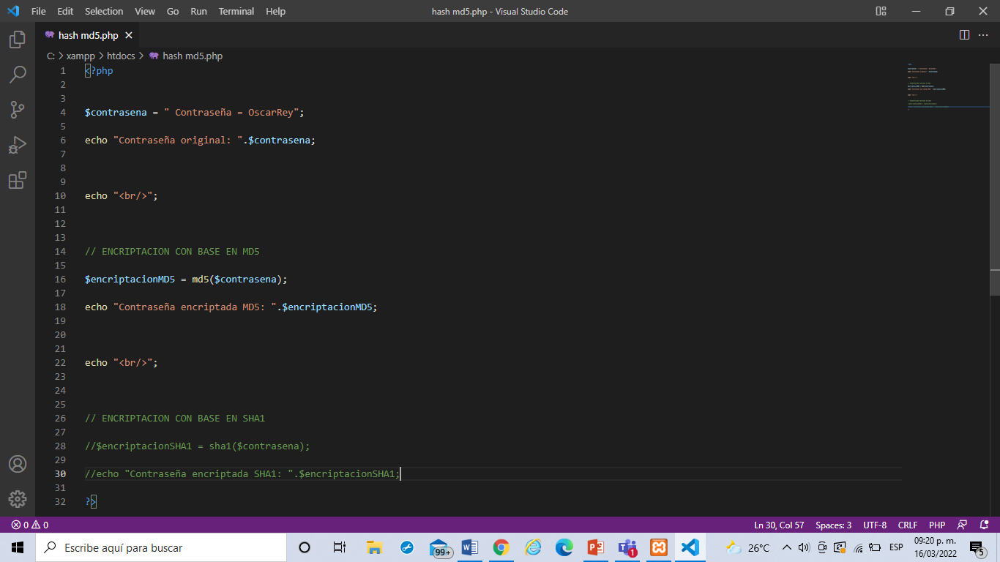 File Edit Selection View Go Run Terminal Help hash md5.php - Visual Studio Code
hash md5.php
C: > xampp > htdocs > hash md5.php
1 <?php
2
3
4 $contrasena = " Contraseña = OscarRey";
5
6 echo "Contraseña original: ".$contrasena;
7
8
9
10 echo "<br/>";
11
12
13
14 // ENCRIPTACION CON BASE EN MD5
15
16 $encriptacionMD5 = md5($contrasena);
17
18 echo "Contraseña encriptada MD5: ".$encriptacionMD5;
19
20
21
22 echo "<br/>";
23
24
25
26 // ENCRIPTACION CON BASE EN SHA1
27
28 //$encriptacionSHA1 = sha1($contrasena);
29
30 //echo "Contraseña encriptada SHA1: ".$encriptacionSHA1;
31
32 ?>
0 0 Ln 30, Col 57 Spaces: 3 UTF-8 CRLF PHP
Escribe aquí para buscar 99+ 1 26°C ESP 09:20 p. m.
16/03/2022 5